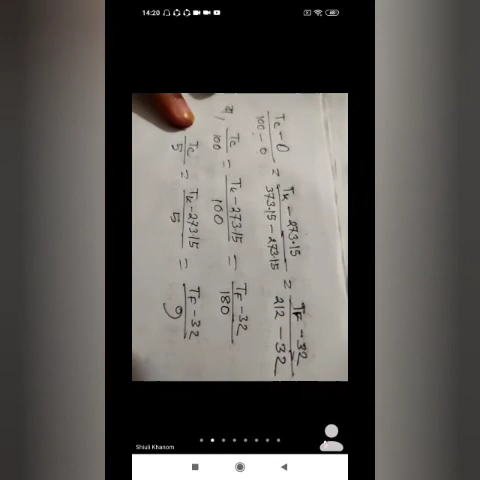 14:20
(Tc - 0)/(100 - 0) = (Tk - 273.15)/(373.15 - 273.15) = (TF - 32)/(212 - 32)
বা, Tc/100 = (Tk - 273.15)/100 = (TF - 32)/180
Tc/5 = (Tk - 273.15)/5 = (TF - 32)/9
Shiuli Khanom